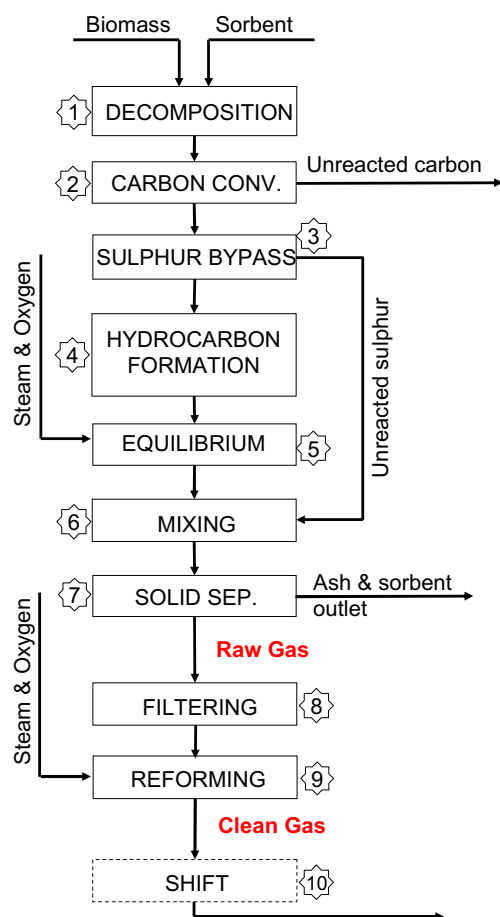 Biomass
Sorbent
1
DECOMPOSITION
2
CARBON CONV.
Unreacted carbon
3
SULPHUR BYPASS
Steam & Oxygen
4
HYDROCARBON
FORMATION
Unreacted sulphur
EQUILIBRIUM
5
6
MIXING
7
SOLID SEP.
Ash & sorbent
outlet
Raw Gas
Steam & Oxygen
FILTERING
8
REFORMING
9
Clean Gas
SHIFT
10